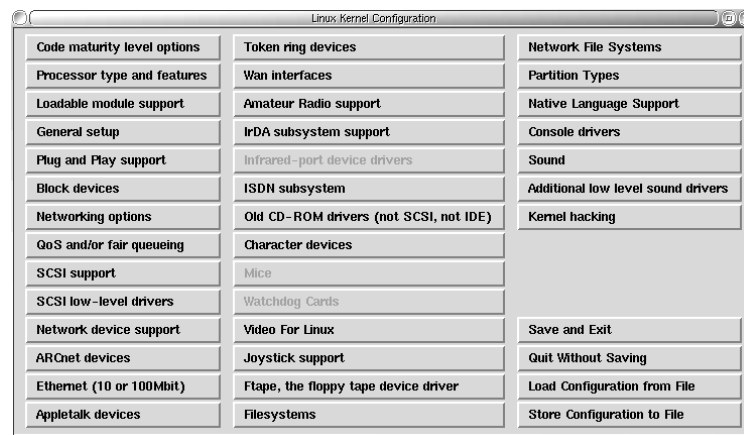 Linux Kernel Configuration
Code maturity level options
Processor type and features
Loadable module support
General setup
Plug and Play support
Block devices
Networking options
QoS and/or fair queueing
SCSI support
SCSI low-level drivers
Network device support
ARCnet devices
Ethernet (10 or 100Mbit)
Appletalk devices
Token ring devices
Wan interfaces
Amateur Radio support
IrDA subsystem support
Infrared-port device drivers
ISDN subsystem
Old CD-ROM drivers (not SCSI, not IDE)
Character devices
Mice
Watchdog Cards
Video For Linux
Joystick support
Ftape, the floppy tape device driver
Filesystems
Network File Systems
Partition Types
Native Language Support
Console drivers
Sound
Additional low level sound drivers
Kernel hacking
Save and Exit
Quit Without Saving
Load Configuration from File
Store Configuration to File